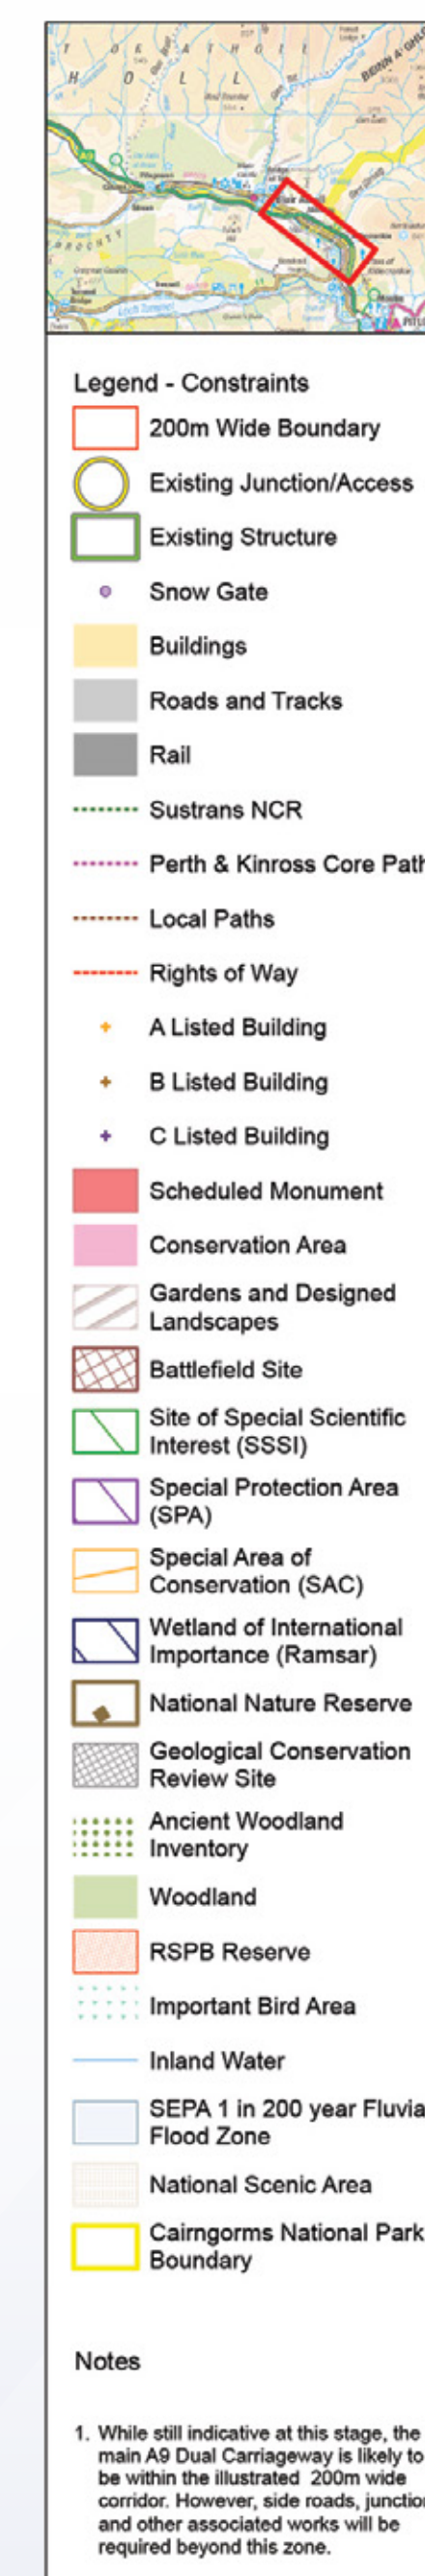 Legend - Constraints
200m Wide Boundary
Existing Junction/Access
Existing Structure
Snow Gate
Buildings
Roads and Tracks
Rail
Sustrans NCR
Perth & Kinross Core Path
Local Paths
Rights of Way
A Listed Building
B Listed Building
C Listed Building
Scheduled Monument
Conservation Area
Gardens and Designed
Landscapes
Battlefield Site
Site of Special Scientific
Interest (SSSI)
Special Protection Area
(SPA)
Special Area of
Conservation (SAC)
Wetland of International
Importance (Ramsar)
National Nature Reserve
Geological Conservation
Review Site
Ancient Woodland
Inventory
Woodland
RSPB Reserve
Important Bird Area
Inland Water
SEPA 1 in 200 year Fluvia
Flood Zone
National Scenic Area
Cairngorms National Park
Boundary
Notes
1. While still indicative at this stage, the
main A9 Dual Carriageway is likely to
be within the illustrated 200m wide
corridor. However, side roads, junction
and other associated works will be
required beyond this zone.